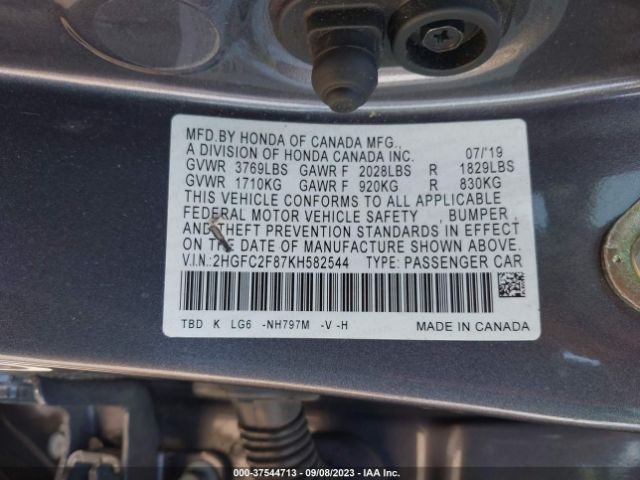 MFD.BY HONDA OF CANADA MFG.,
A DIVISION OF HONDA CANADA INC. 07/'19
GVWR 3769LBS GAWR F 2028LBS R 1829LBS
GVWR 1710KG GAWR F 920KG R 830KG
THIS VEHICLE CONFORMS TO ALL APPLICABLE
FEDERAL MOTOR VEHICLE SAFETY , BUMPER ,
AND THEFT PREVENTION STANDARDS IN EFFECT
ON THE DATE OF MANUFACTURE SHOWN ABOVE.
V.I.N.:2HGFC2F87KH582544 TYPE: PASSENGER CAR
TBD K LG6 -NH797M -V -H
MADE IN CANADA
000-37544713 - 09/08/2023 - IAA Inc.